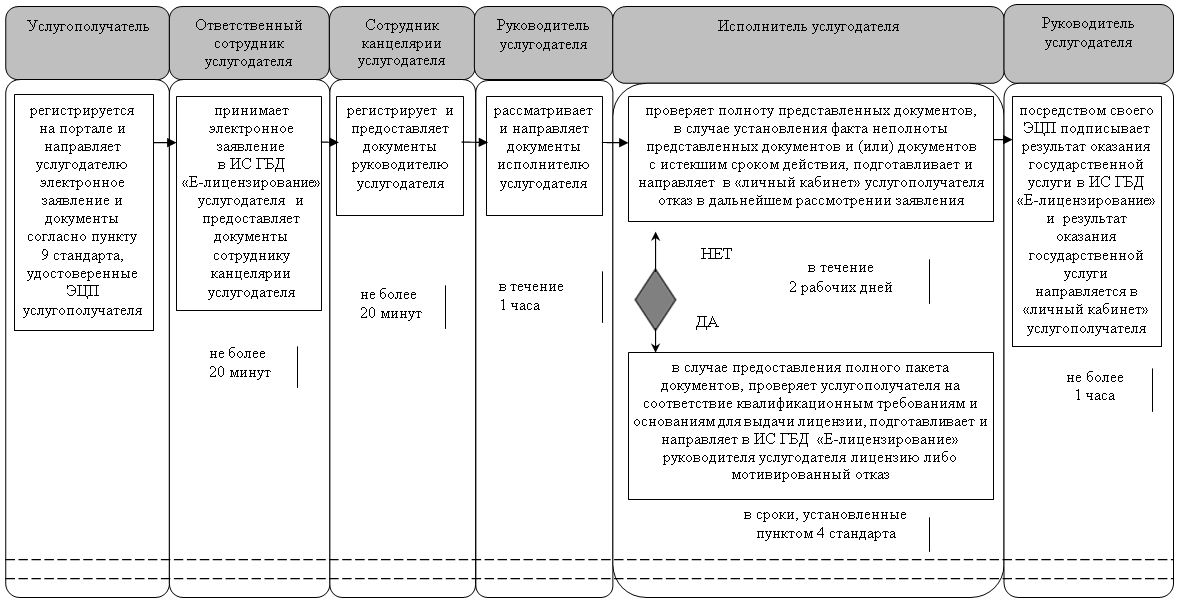 Услугополучатель
Ответственный
сотрудник
услугодателя
Сотрудник
канцелярии
услугодателя
Руководитель
услугодателя
Исполнитель услугодателя
Руководитель
услугодателя
регистрируется
на портале и
направляет
услугодателю
электронное
заявление и
документы
согласно пункту
9 стандарта,
удостоверенные
ЭЦП
услугополучателя
принимает
электронное
заявление
в ИС ГБД
«Е-лицензирование»
услугодателя и
предоставляет
документы
сотруднику
канцелярии
услугодателя
не более
20 минут
регистрирует и
предоставляет
документы
руководителю
услугодателя
не более
20 минут
рассматривает
и направляет
документы
исполнителю
услугодателя
в течение
1 часа
проверяет полноту представленных документов,
в случае установления факта неполноты
представленных документов и (или) документов
с истекшим сроком действия, подготавливает и
направляет в «личный кабинет» услугополучателя
отказ в дальнейшем рассмотрении заявления
НЕТ
в течение
2 рабочих дней
ДА
в случае предоставления полного пакета
документов, проверяет услугополучателя на
соответствие квалификационным требованиям и
основаниям для выдачи лицензии, подготавливает и
направляет в ИС ГБД «Е-лицензирование»
руководителя услугодателя лицензию либо
мотивированный отказ
в сроки, установленные
пунктом 4 стандарта
посредством своего
ЭЦП подписывает
результат оказания
государственной
услуги в ИС ГБД
«Е-лицензирование»
и результат
оказания
государственной
услуги
направляется в
«личный кабинет»
услугополучателя
не более
1 часа